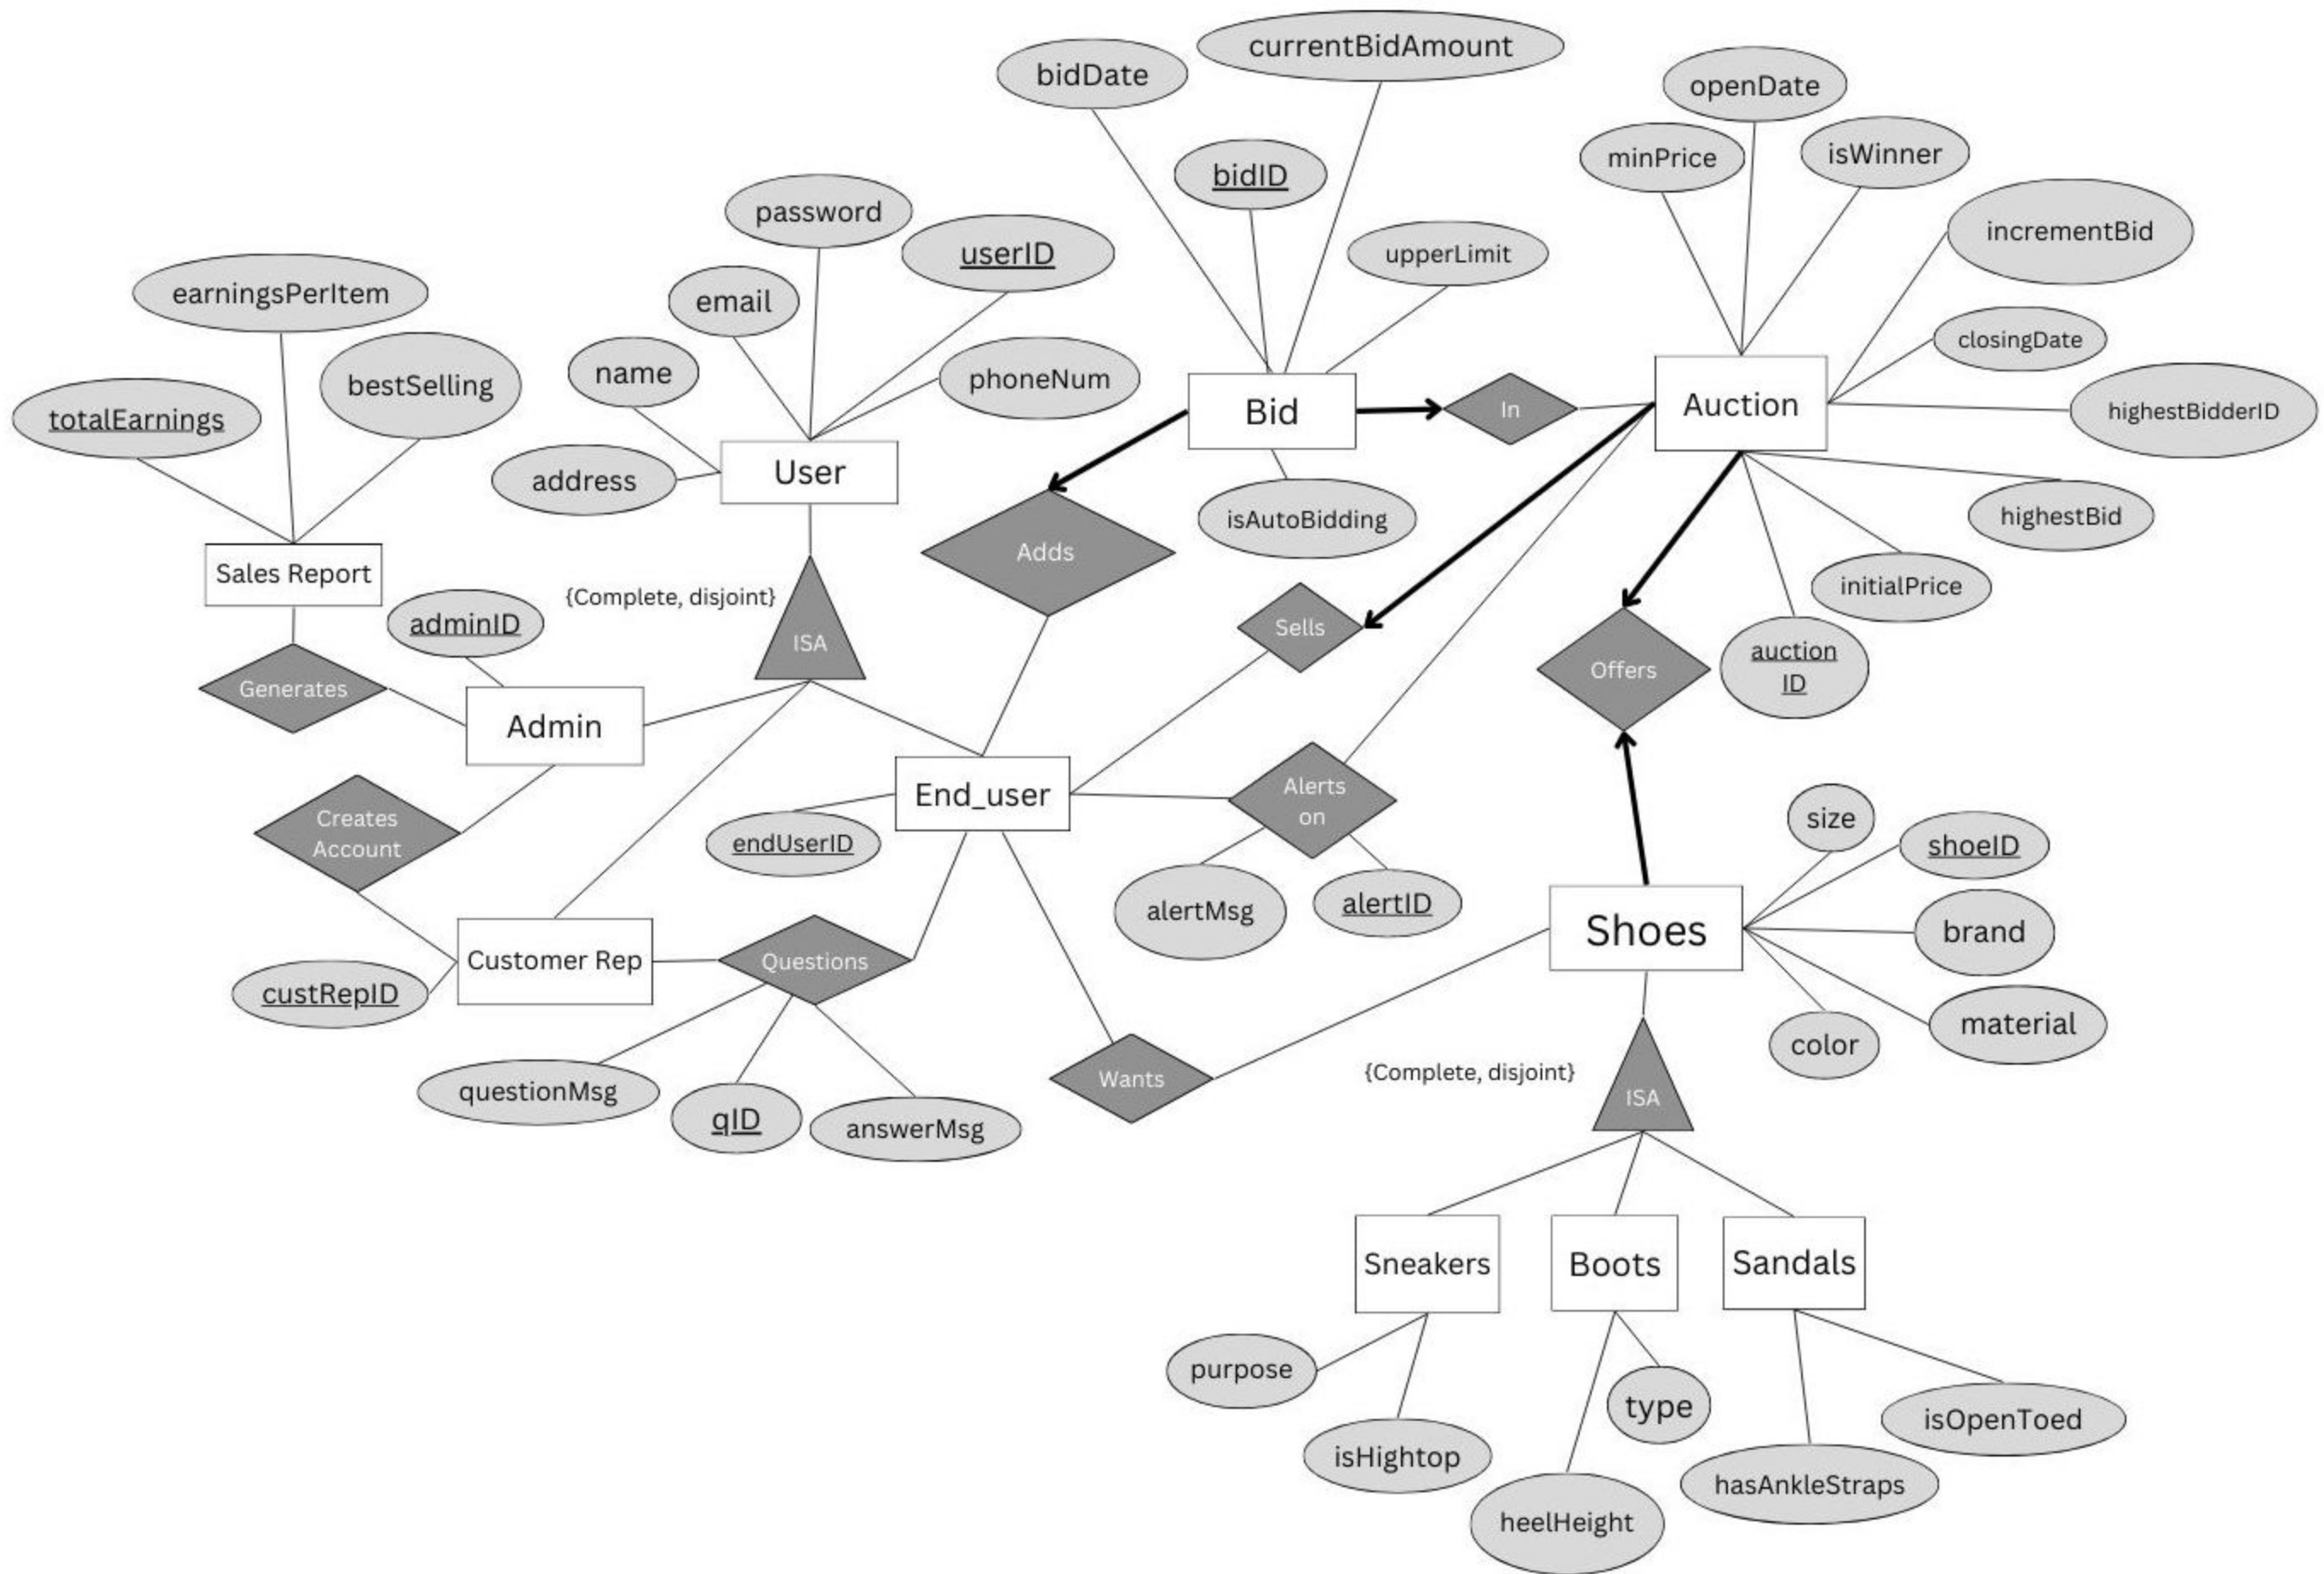 currentBidAmount
bidDate
openDate
minPrice
isWinner
bidID
password
incrementBid
userID
upperLimit
earningsPerItem
email
closingDate
name
phoneNum
bestSelling
totalEarnings
Bid
In
Auction
highestBidderID
User
address
isAutoBidding
highestBid
Adds
Sales Report
{Complete, disjoint}
initialPrice
adminID
Sells
ISA
auction
ID
Offers
Generates
Admin
End_user
Alerts
on
Creates
Account
size
endUserID
shoeID
alertMsg
alertID
Shoes
brand
Customer Rep
Questions
custRepID
material
color
questionMsg
{Complete, disjoint}
Wants
ISA
qID
answerMsg
Sneakers
Boots
Sandals
purpose
type
isOpenToed
isHightop
hasAnkleStraps
heelHeight